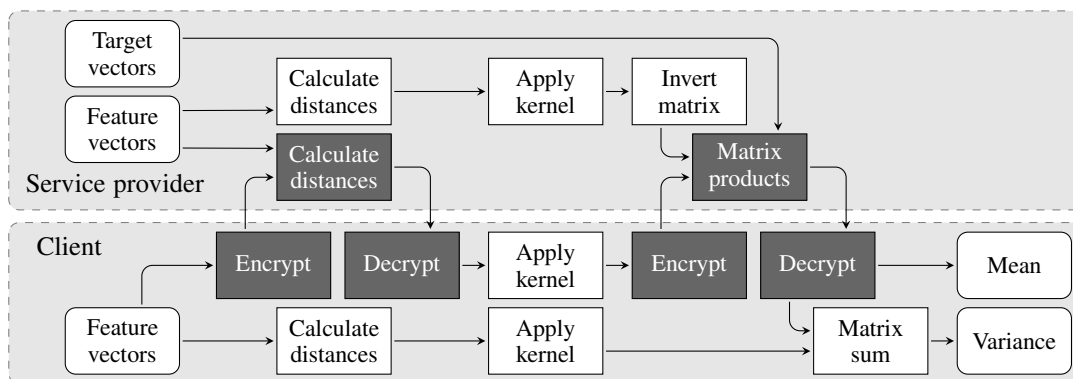 Target
vectors
Feature
vectors
Calculate
distances
Apply
kernel
Invert
matrix
Calculate
distances
Matrix
products
Service provider
Client
Encrypt
Decrypt
Apply
kernel
Encrypt
Decrypt
Mean
Feature
vectors
Calculate
distances
Apply
kernel
Matrix
sum
Variance